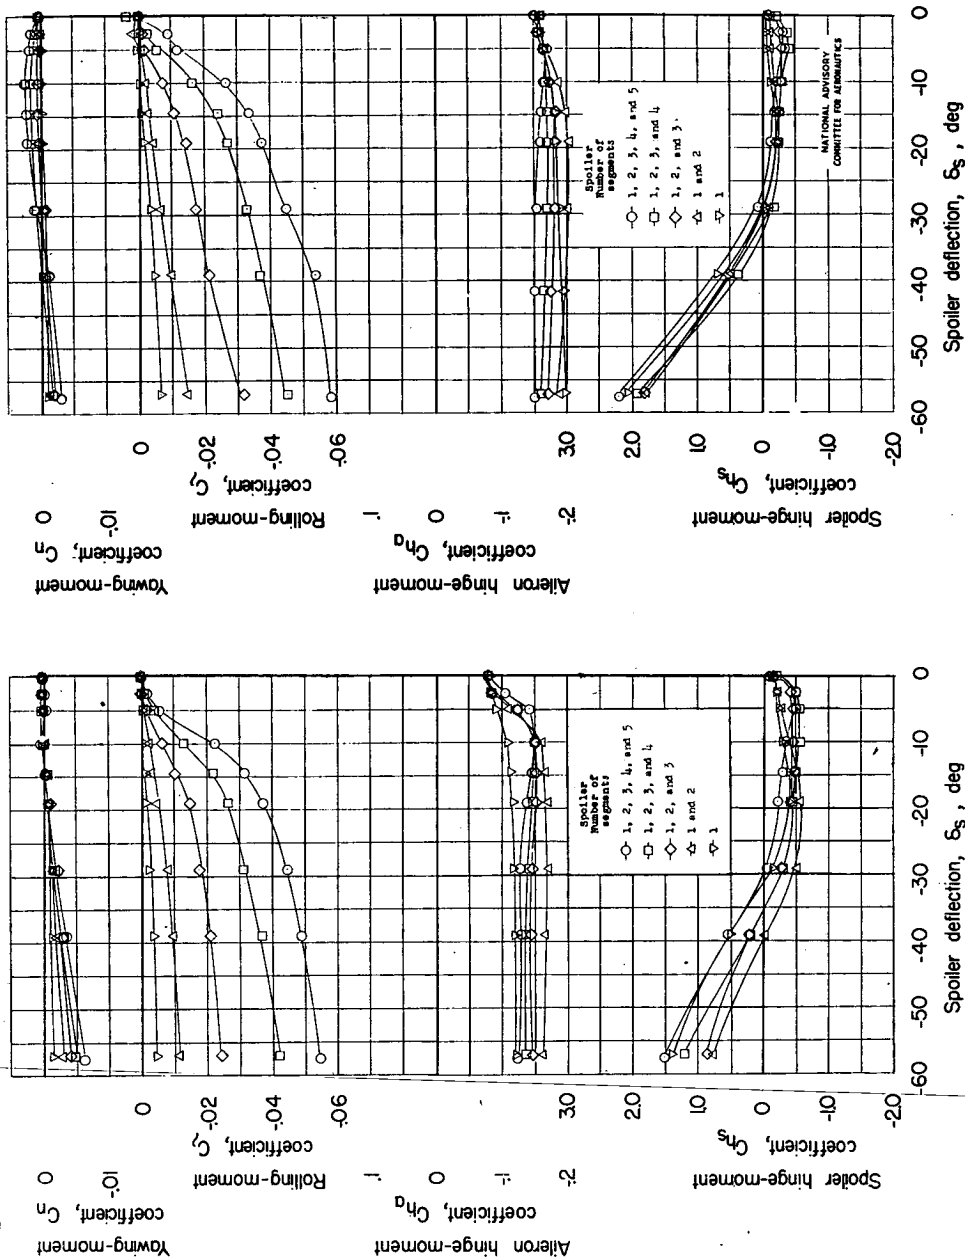 Yawing-moment
coefficient, Cn
0
-.01
Rolling-moment
coefficient, Cl
0
-.02
-.04
-.06
Aileron hinge-moment
coefficient, Cha
.1
0
-.1
-.2
Spoiler hinge-moment
coefficient, Chs
3.0
2.0
1.0
0
-1.0
-2.0
Spoiler
Number of
segments
1, 2, 3, 4, and 5
1, 2, 3, and 4
1, 2, and 3
1 and 2
1
-60 -50 -40 -30 -20 -10 0
Spoiler deflection, δs, deg
Yawing-moment
coefficient, Cn
0
-.01
Rolling-moment
coefficient, Cl
0
-.02
-.04
-.06
Aileron hinge-moment
coefficient, Cha
.1
0
-.1
-.2
Spoiler hinge-moment
coefficient, Chs
3.0
2.0
1.0
0
-1.0
-2.0
Spoiler
Number of
segments
1, 2, 3, 4, and 5
1, 2, 3, and 4
1, 2, and 3
1 and 2
1
NATIONAL ADVISORY
COMMITTEE FOR AERONAUTICS
-60 -50 -40 -30 -20 -10 0
Spoiler deflection, δs, deg